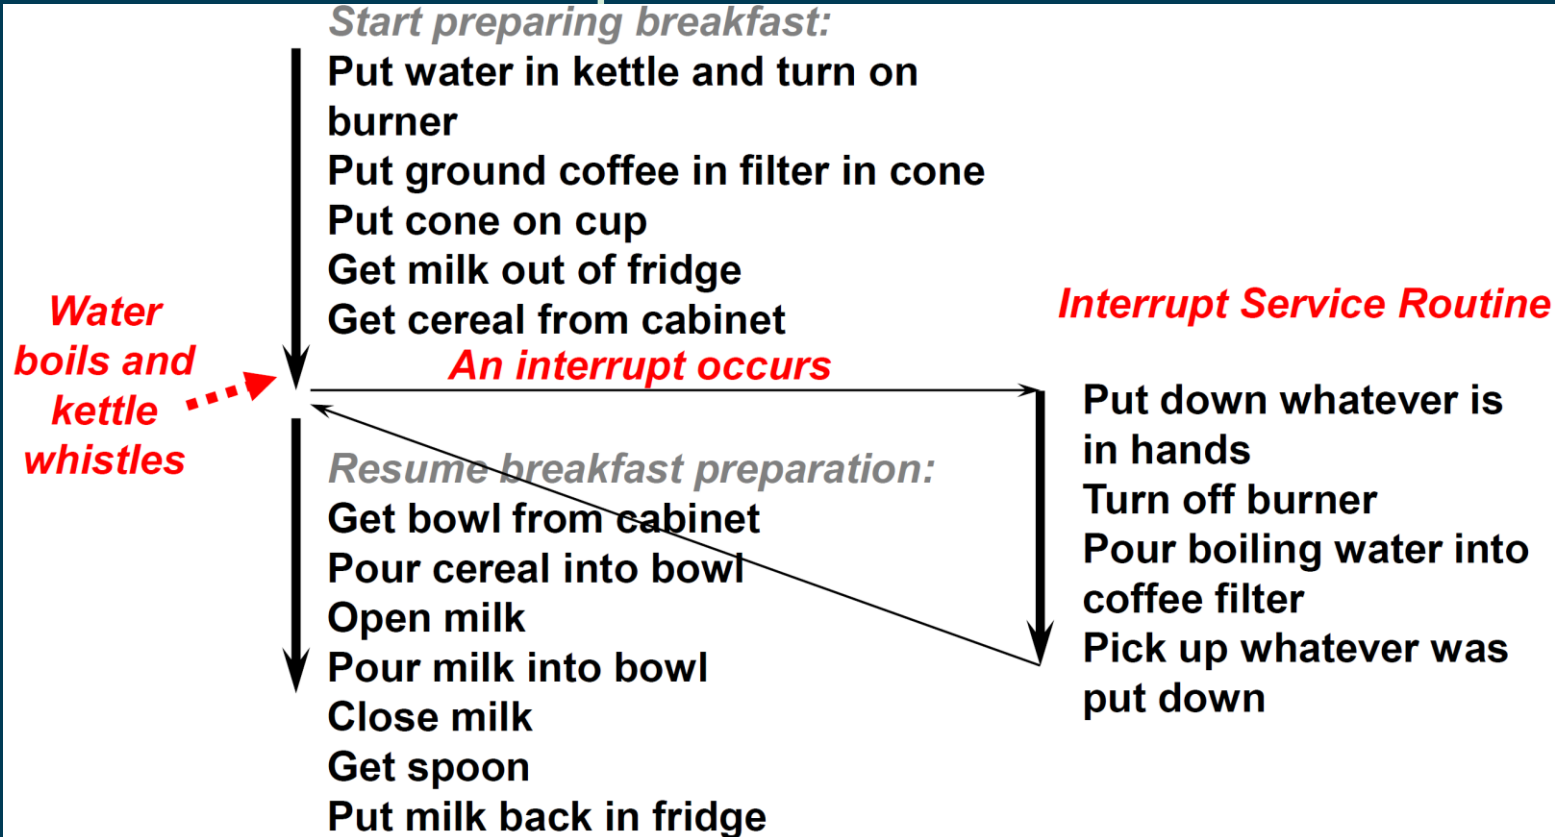 Start preparing breakfast:
Put water in kettle and turn on
burner
Put ground coffee in filter in cone
Put cone on cup
Get milk out of fridge
Get cereal from cabinet
Water
boils and
kettle
whistles
An interrupt occurs
Interrupt Service Routine
Put down whatever is
in hands
Turn off burner
Pour boiling water into
coffee filter
Pick up whatever was
put down
Resume breakfast preparation:
Get bowl from cabinet
Pour cereal into bowl
Open milk
Pour milk into bowl
Close milk
Get spoon
Put milk back in fridge